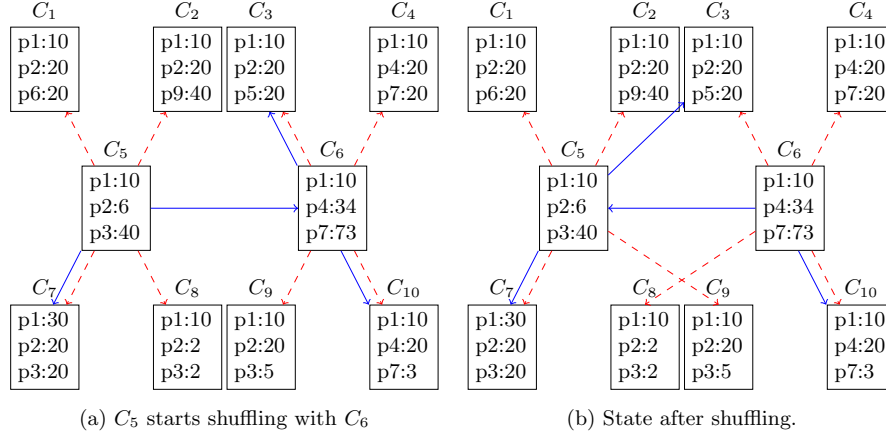 C1 C2 C3 C4 C1 C2 C3 C4
p1:10 p1:10 p1:10 p1:10 p1:10 p1:10 p1:10 p1:10
p2:20 p2:20 p2:20 p4:20 p2:20 p2:20 p2:20 p4:20
p6:20 p9:40 p5:20 p7:20 p6:20 p9:40 p5:20 p7:20
C5 C6 C5 C6
p1:10 p1:10 p1:10 p1:10
p2:6 p4:34 p2:6 p4:34
p3:40 p7:73 p3:40 p7:73
C7 C8 C9 C10 C7 C8 C9 C10
p1:30 p1:10 p1:10 p1:10 p1:30 p1:10 p1:10 p1:10
p2:20 p2:2 p2:20 p4:20 p2:20 p2:2 p2:20 p4:20
p3:20 p3:2 p3:5 p7:3 p3:20 p3:2 p3:5 p7:3
(a) C5 starts shuffling with C6 (b) State after shuffling.